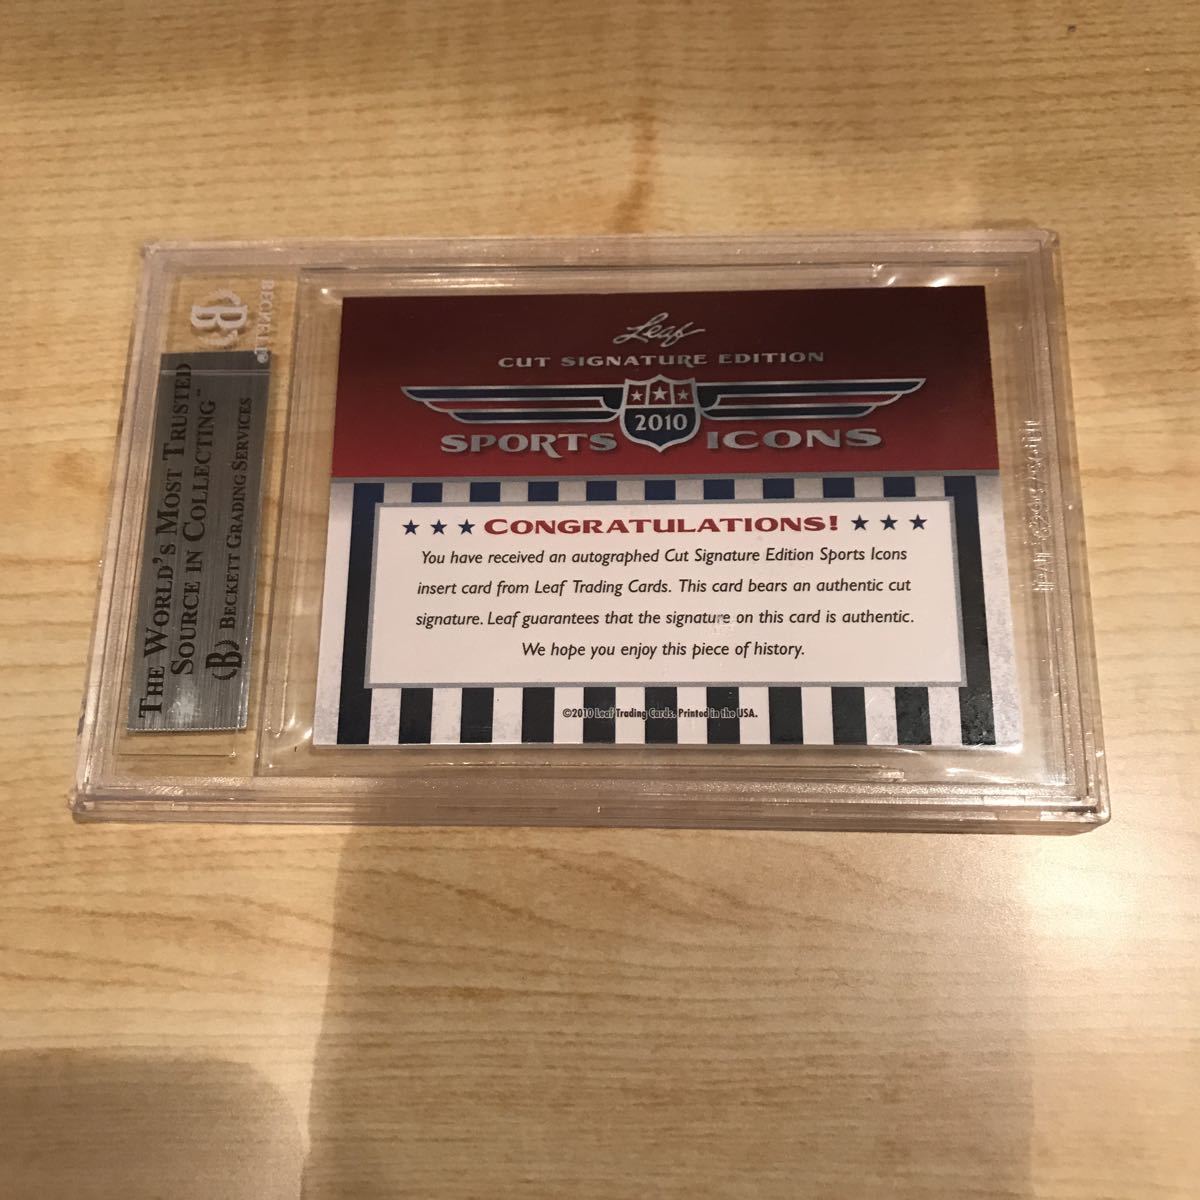 BECKETT
B
THE WORLD'S MOST TRUSTED
SOURCE IN COLLECTING™
B BECKETT GRADING SERVICES
Leaf
CUT SIGNATURE EDITION
2010
SPORTS ICONS
★ ★ ★ CONGRATULATIONS! ★ ★ ★
You have received an autographed Cut Signature Edition Sports Icons
insert card from Leaf Trading Cards. This card bears an authentic cut
signature. Leaf guarantees that the signature on this card is authentic.
We hope you enjoy this piece of history.
©2010 Leaf Trading Cards. Printed in the USA.